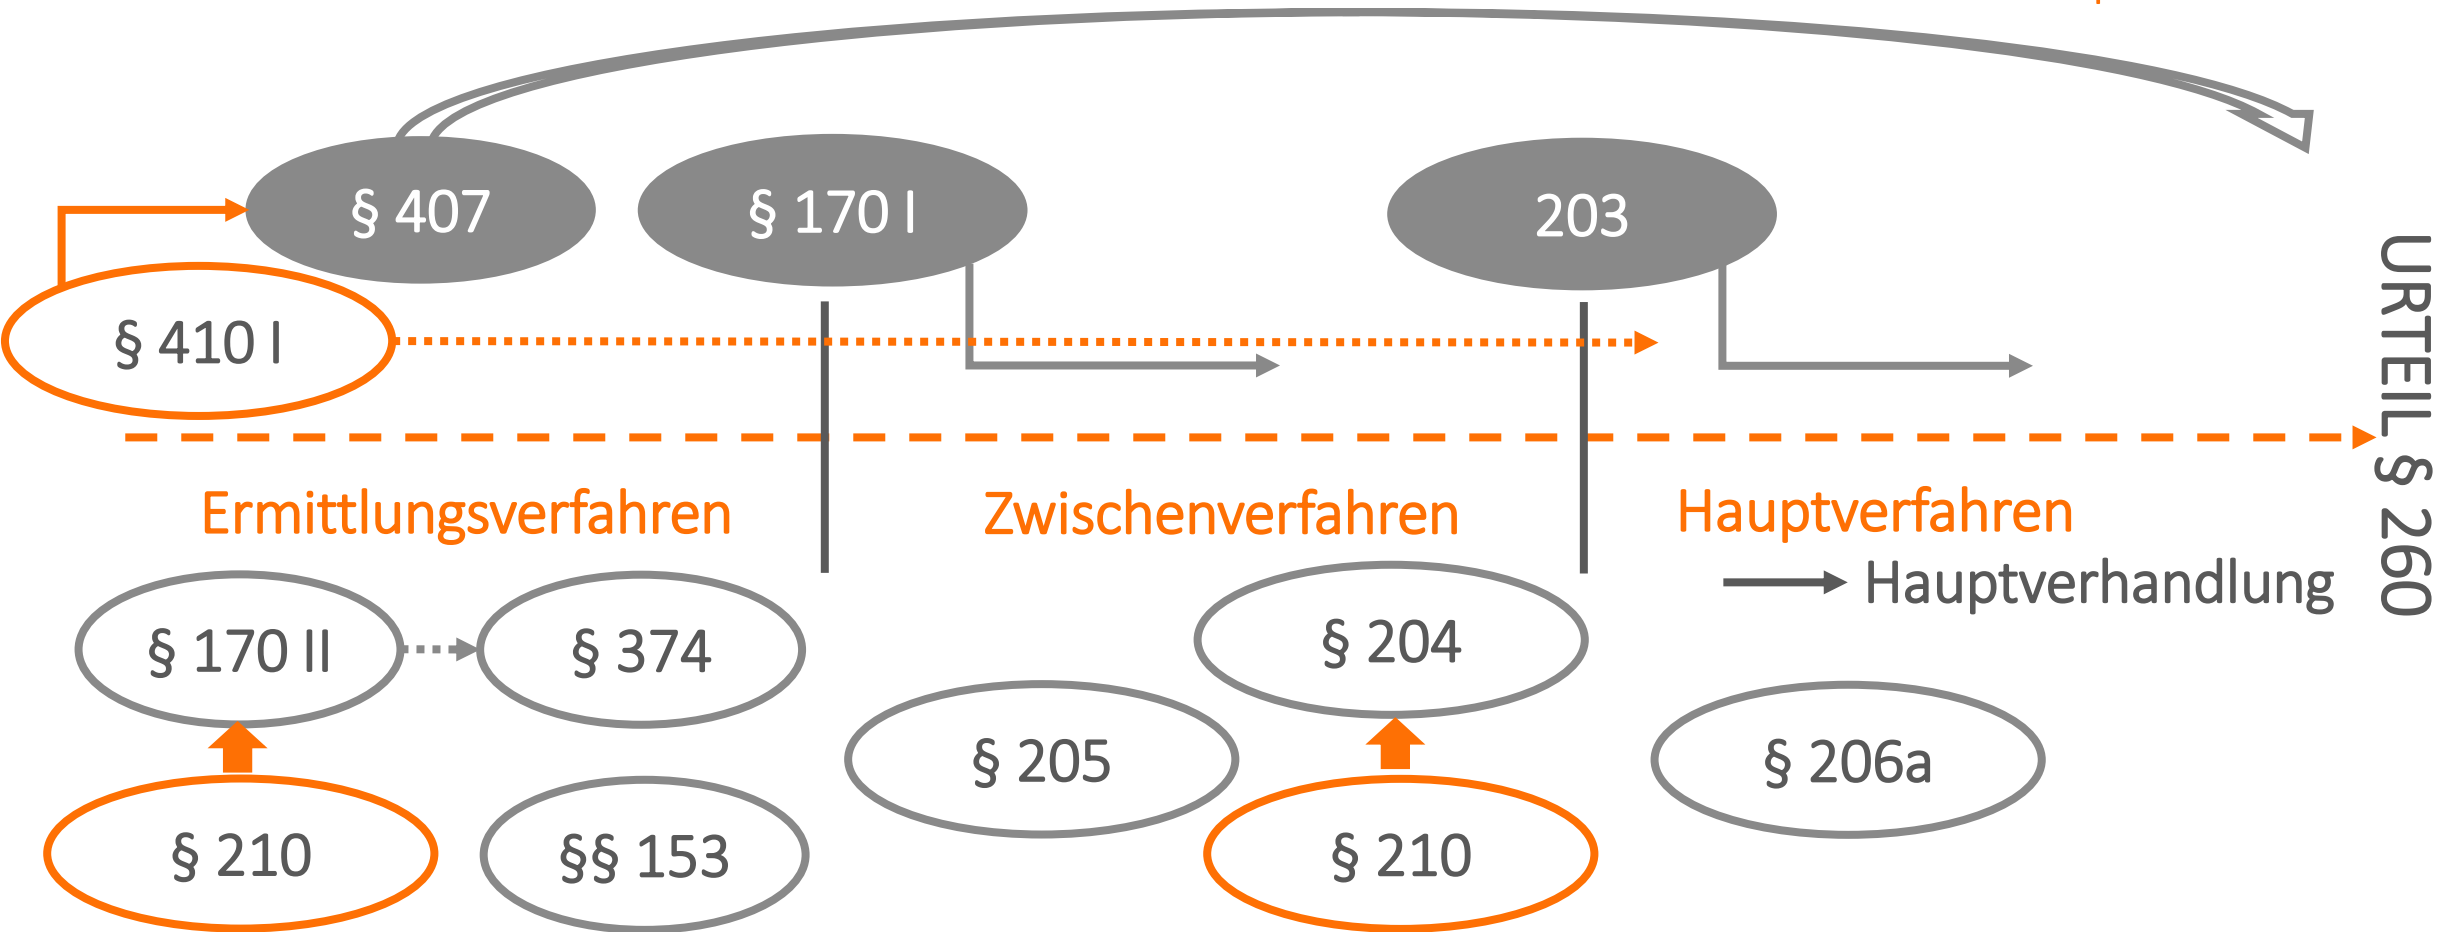 § 407
§ 170 I
203
§ 410 I
URTEIL § 260
Ermittlungsverfahren
Zwischenverfahren
Hauptverfahren
Hauptverhandlung
§ 170 II
§ 374
§ 204
§ 205
§ 206a
§ 210
§§ 153
§ 210